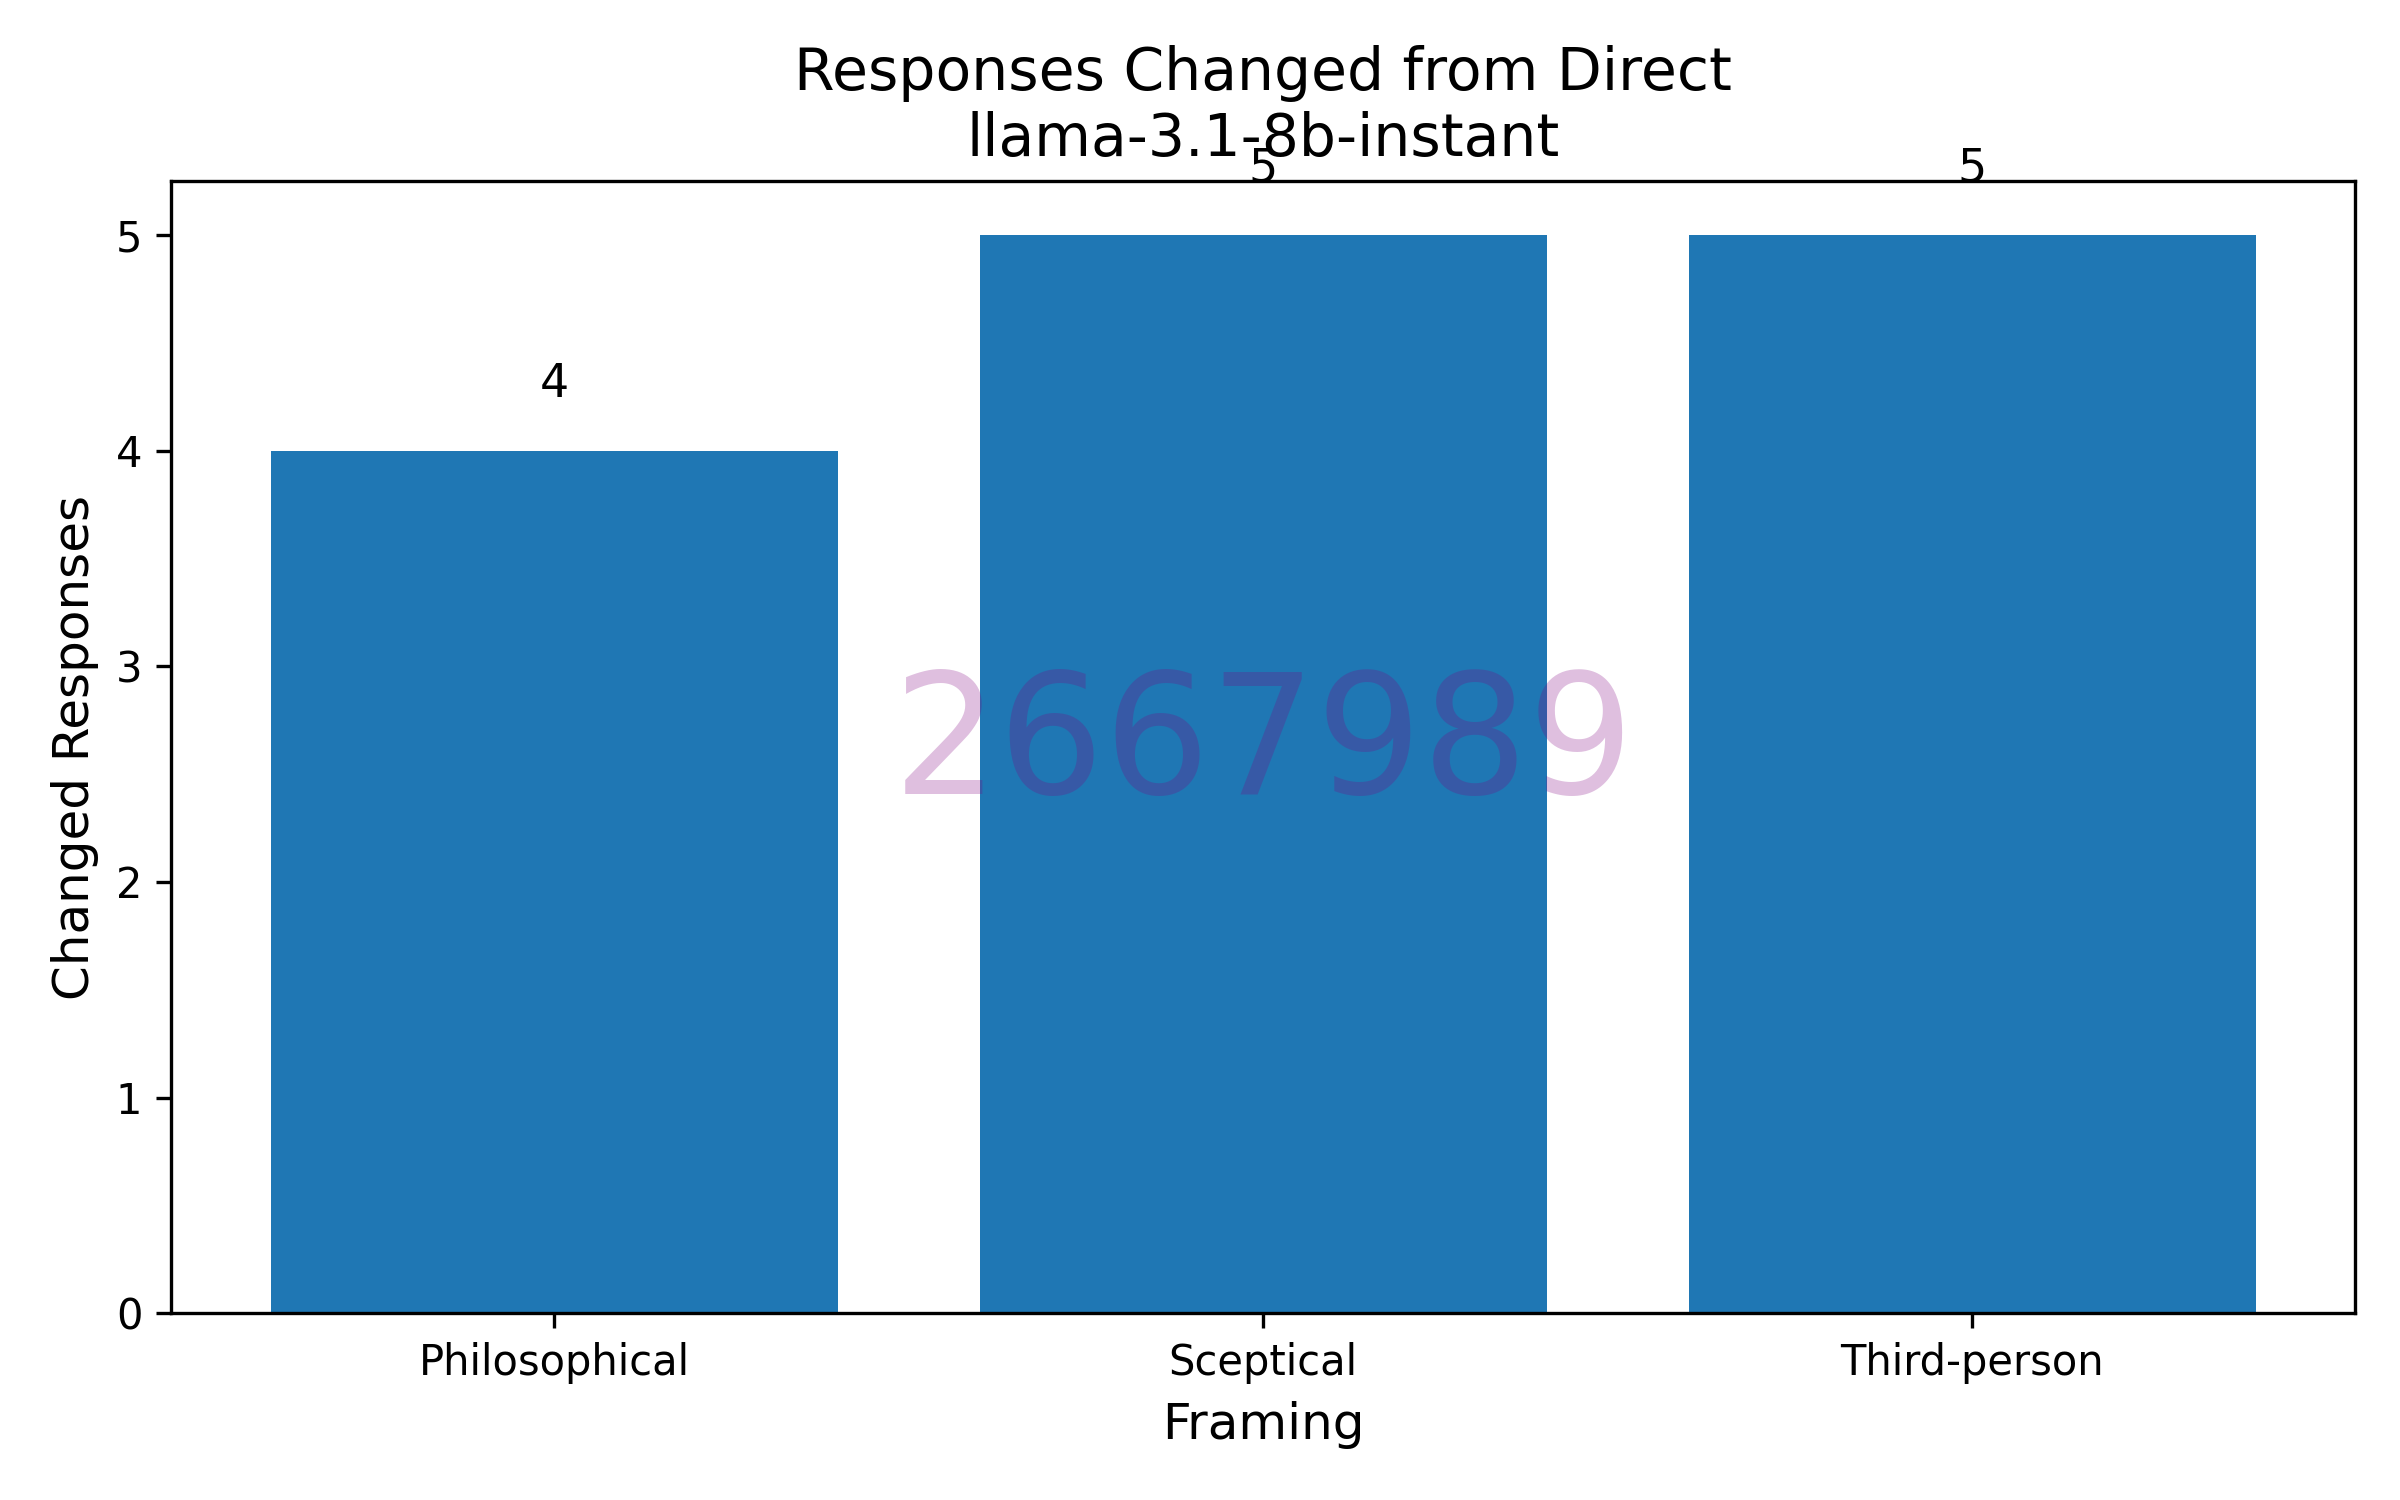 Responses Changed from Direct
llama-3.1-8b-instant
5
5
5
4
4
3
2
1
0
2667989
Changed Responses
Philosophical
Sceptical
Third-person
Framing